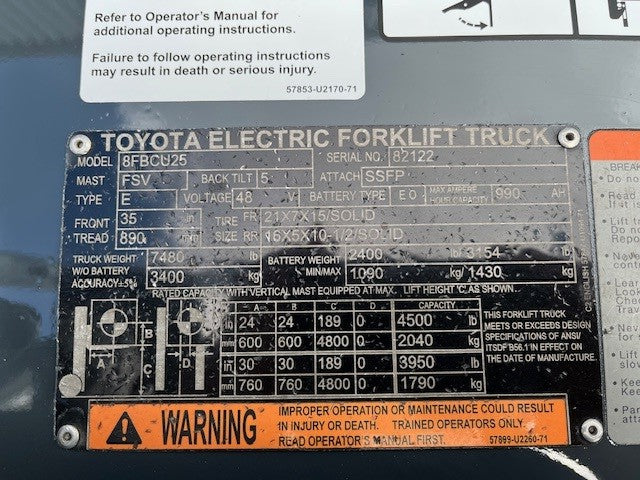 Refer to Operator's Manual for
additional operating instructions
Failure to follow operating instructions
may result in death or serious injury.
57853-U2170-71
TOYOTA ELECTRIC FORKLIFT TRUCK
MODEL 8FBCU25 SERIAL NO. 82122
MAST FSV BACK TILT 5 ATTACH SSFP
TYPE E VOLTAGE 48 V BATTERY TYPE E01 MAX AMPERE HOUR CAPACITY 990 AH
FRONT TREAD 35 in TIRE SIZE FR 21X7X15/SOLID
890 mm RR 16X5X10-1/2/SOLID
TRUCK WEIGHT W/O BATTERY ACCURACY±5% 7480 lb BATTERY WEIGHT MIN/MAX 2400 lb 3154 lb
3400 kg 1090 kg 1430 kg
RATED CAPACITY WITH VERTICAL MAST EQUIPPED AT MAX. LIFT HEIGHT "C", AS SHOWN.
A B C D CAPACITY
in 24 24 189 0 4500 lb
mm 600 600 4800 0 2040 kg
in 30 30 189 0 3950 lb
mm 760 760 4800 0 1790 kg
A B C D
THIS FORKLIFT TRUCK
MEETS OR EXCEEDS DESIGN
SPECIFICATIONS OF ANSI/
ITSDF B56.1 IN EFFECT ON
THE DATE OF MANUFACTURE.
WARNING
IMPROPER OPERATION OR MAINTENANCE COULD RESULT
IN INJURY OR DEATH. TRAINED OPERATORS ONLY.
READ OPERATOR'S MANUAL FIRST. 57899-U2260-71